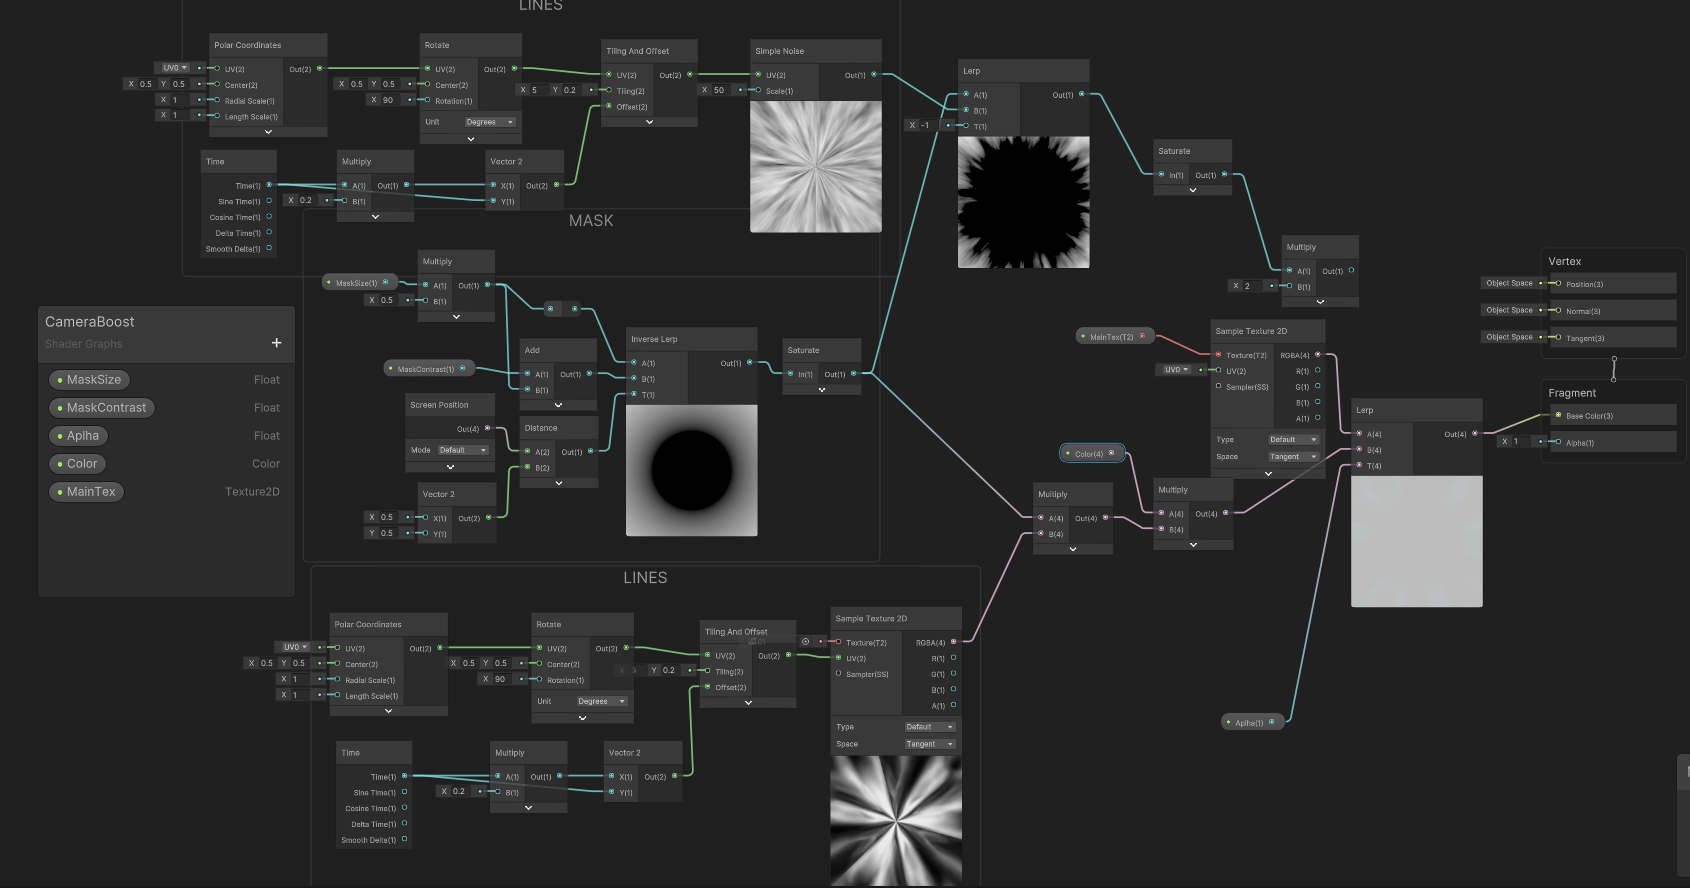 LINES
Polar Coordinates
UV0
UV(2)
Out(2)
X 0.5 Y 0.5
Center(2)
X 1
Radial Scale(1)
X 1
Length Scale(1)
Rotate
UV(2)
Out(2)
X 0.5 Y 0.5
Center(2)
X 90
Rotation(1)
Unit
Degrees
Tiling And Offset
UV(2)
Out(2)
X 5 Y 0.2
Tiling(2)
Offset(2)
Simple Noise
UV(2)
Out(1)
X 50
Scale(1)
Time
Time(1)
Sine Time(1)
Cosine Time(1)
Delta Time(1)
Smooth Delta(1)
Multiply
A(1)
Out(1)
X 0.2
B(1)
Vector 2
X(1)
Out(2)
Y(1)
Lerp
A(1)
Out(1)
B(1)
X -1
T(1)
Saturate
In(1)
Out(1)
Multiply
A(1)
Out(1)
X 2
B(1)
MASK
MaskSize(1)
Multiply
A(1)
Out(1)
X 0.5
B(1)
MaskContrast(1)
Add
A(1)
Out(1)
B(1)
Screen Position
Out(4)
Mode
Default
Distance
A(2)
Out(1)
B(2)
Vector 2
X 0.5
X(1)
Out(2)
Y 0.5
Y(1)
Inverse Lerp
A(1)
Out(1)
B(1)
T(1)
Saturate
In(1)
Out(1)
CameraBoost
Shader Graphs
+
MaskSize
Float
MaskContrast
Float
Aplha
Float
Color
Color
MainTex
Texture2D
MainTex(T2)
Sample Texture 2D
Texture(T2)
RGBA(4)
UV0
UV(2)
R(1)
Sampler(SS)
G(1)
B(1)
A(1)
Type
Default
Space
Tangent
Color(4)
Multiply
A(4)
Out(4)
B(4)
Multiply
A(4)
Out(4)
B(4)
Lerp
A(4)
Out(4)
B(4)
T(4)
Aplha(1)
Vertex
Object Space
Position(3)
Object Space
Normal(3)
Object Space
Tangent(3)
Fragment
Base Color(3)
X 1
Alpha(1)
LINES
Polar Coordinates
UV0
UV(2)
Out(2)
X 0.5 Y 0.5
Center(2)
X 1
Radial Scale(1)
X 1
Length Scale(1)
Rotate
UV(2)
Out(2)
X 0.5 Y 0.5
Center(2)
X 90
Rotation(1)
Unit
Degrees
Tiling And Offset
UV(2)
Out(2)
Y 0.2
Tiling(2)
Offset(2)
Sample Texture 2D
Texture(T2)
RGBA(4)
UV(2)
R(1)
Sampler(SS)
G(1)
B(1)
A(1)
Type
Default
Space
Tangent
Time
Time(1)
Sine Time(1)
Cosine Time(1)
Delta Time(1)
Smooth Delta(1)
Multiply
A(1)
Out(1)
X 0.2
B(1)
Vector 2
X(1)
Out(2)
Y(1)